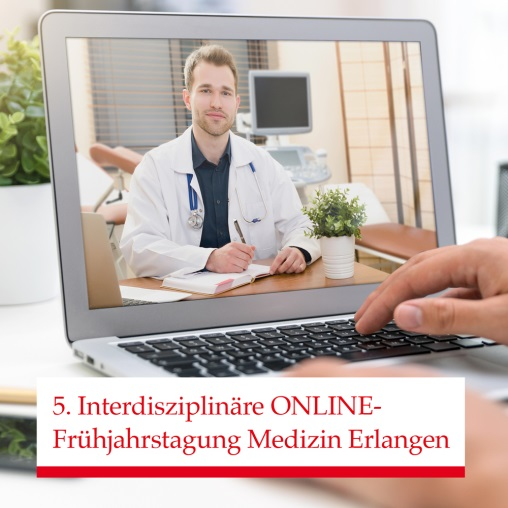 5. Interdisziplinäre ONLINE-
Frühjahrstagung Medizin Erlangen